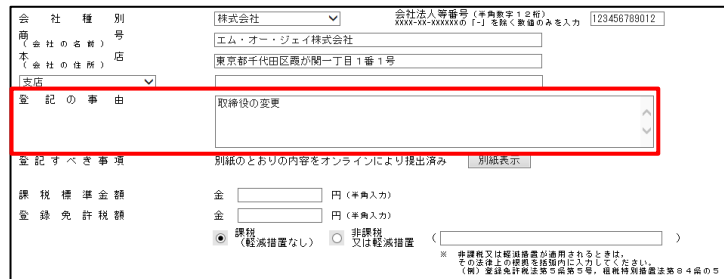 会社種別 株式会社 会社法人等番号（半角数字１２桁） 123456789012
XXXX-XX-XXXXXXの「-」を除く数値のみを入力
商号 エム・オー・ジェイ株式会社
（会社の名前）
本店 東京都千代田区霞が関一丁目１番１号
（会社の住所）
支店
登記の事由 取締役の変更
登記すべき事項 別紙のとおりの内容をオンラインにより提出済み 別紙表示
課税標準金額 金 円（半角入力）
登録免許税額 金 円（半角入力）
課税 非課税
（軽減措置なし） 又は軽減措置 （ ）
※ 非課税又は軽減措置が適用されるときは，
その法律上の根拠を括弧内に入力してください。
（例）登録免許税法第５条第５号，租税特別措置法第８４条の５